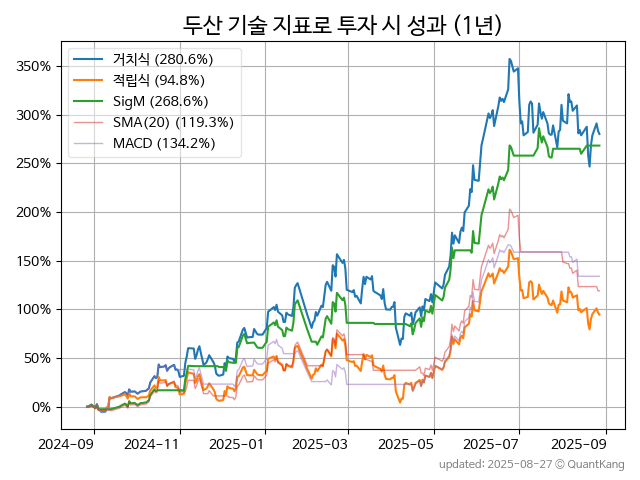 두산 기술 지표로 투자 시 성과 (1년)
거치식 (280.6%)
적립식 (94.8%)
SigM (268.6%)
SMA(20) (119.3%)
MACD (134.2%)
350%
300%
250%
200%
150%
100%
50%
0%
2024-09 2024-11 2025-01 2025-03 2025-05 2025-07 2025-09
updated: 2025-08-27 © QuantKang